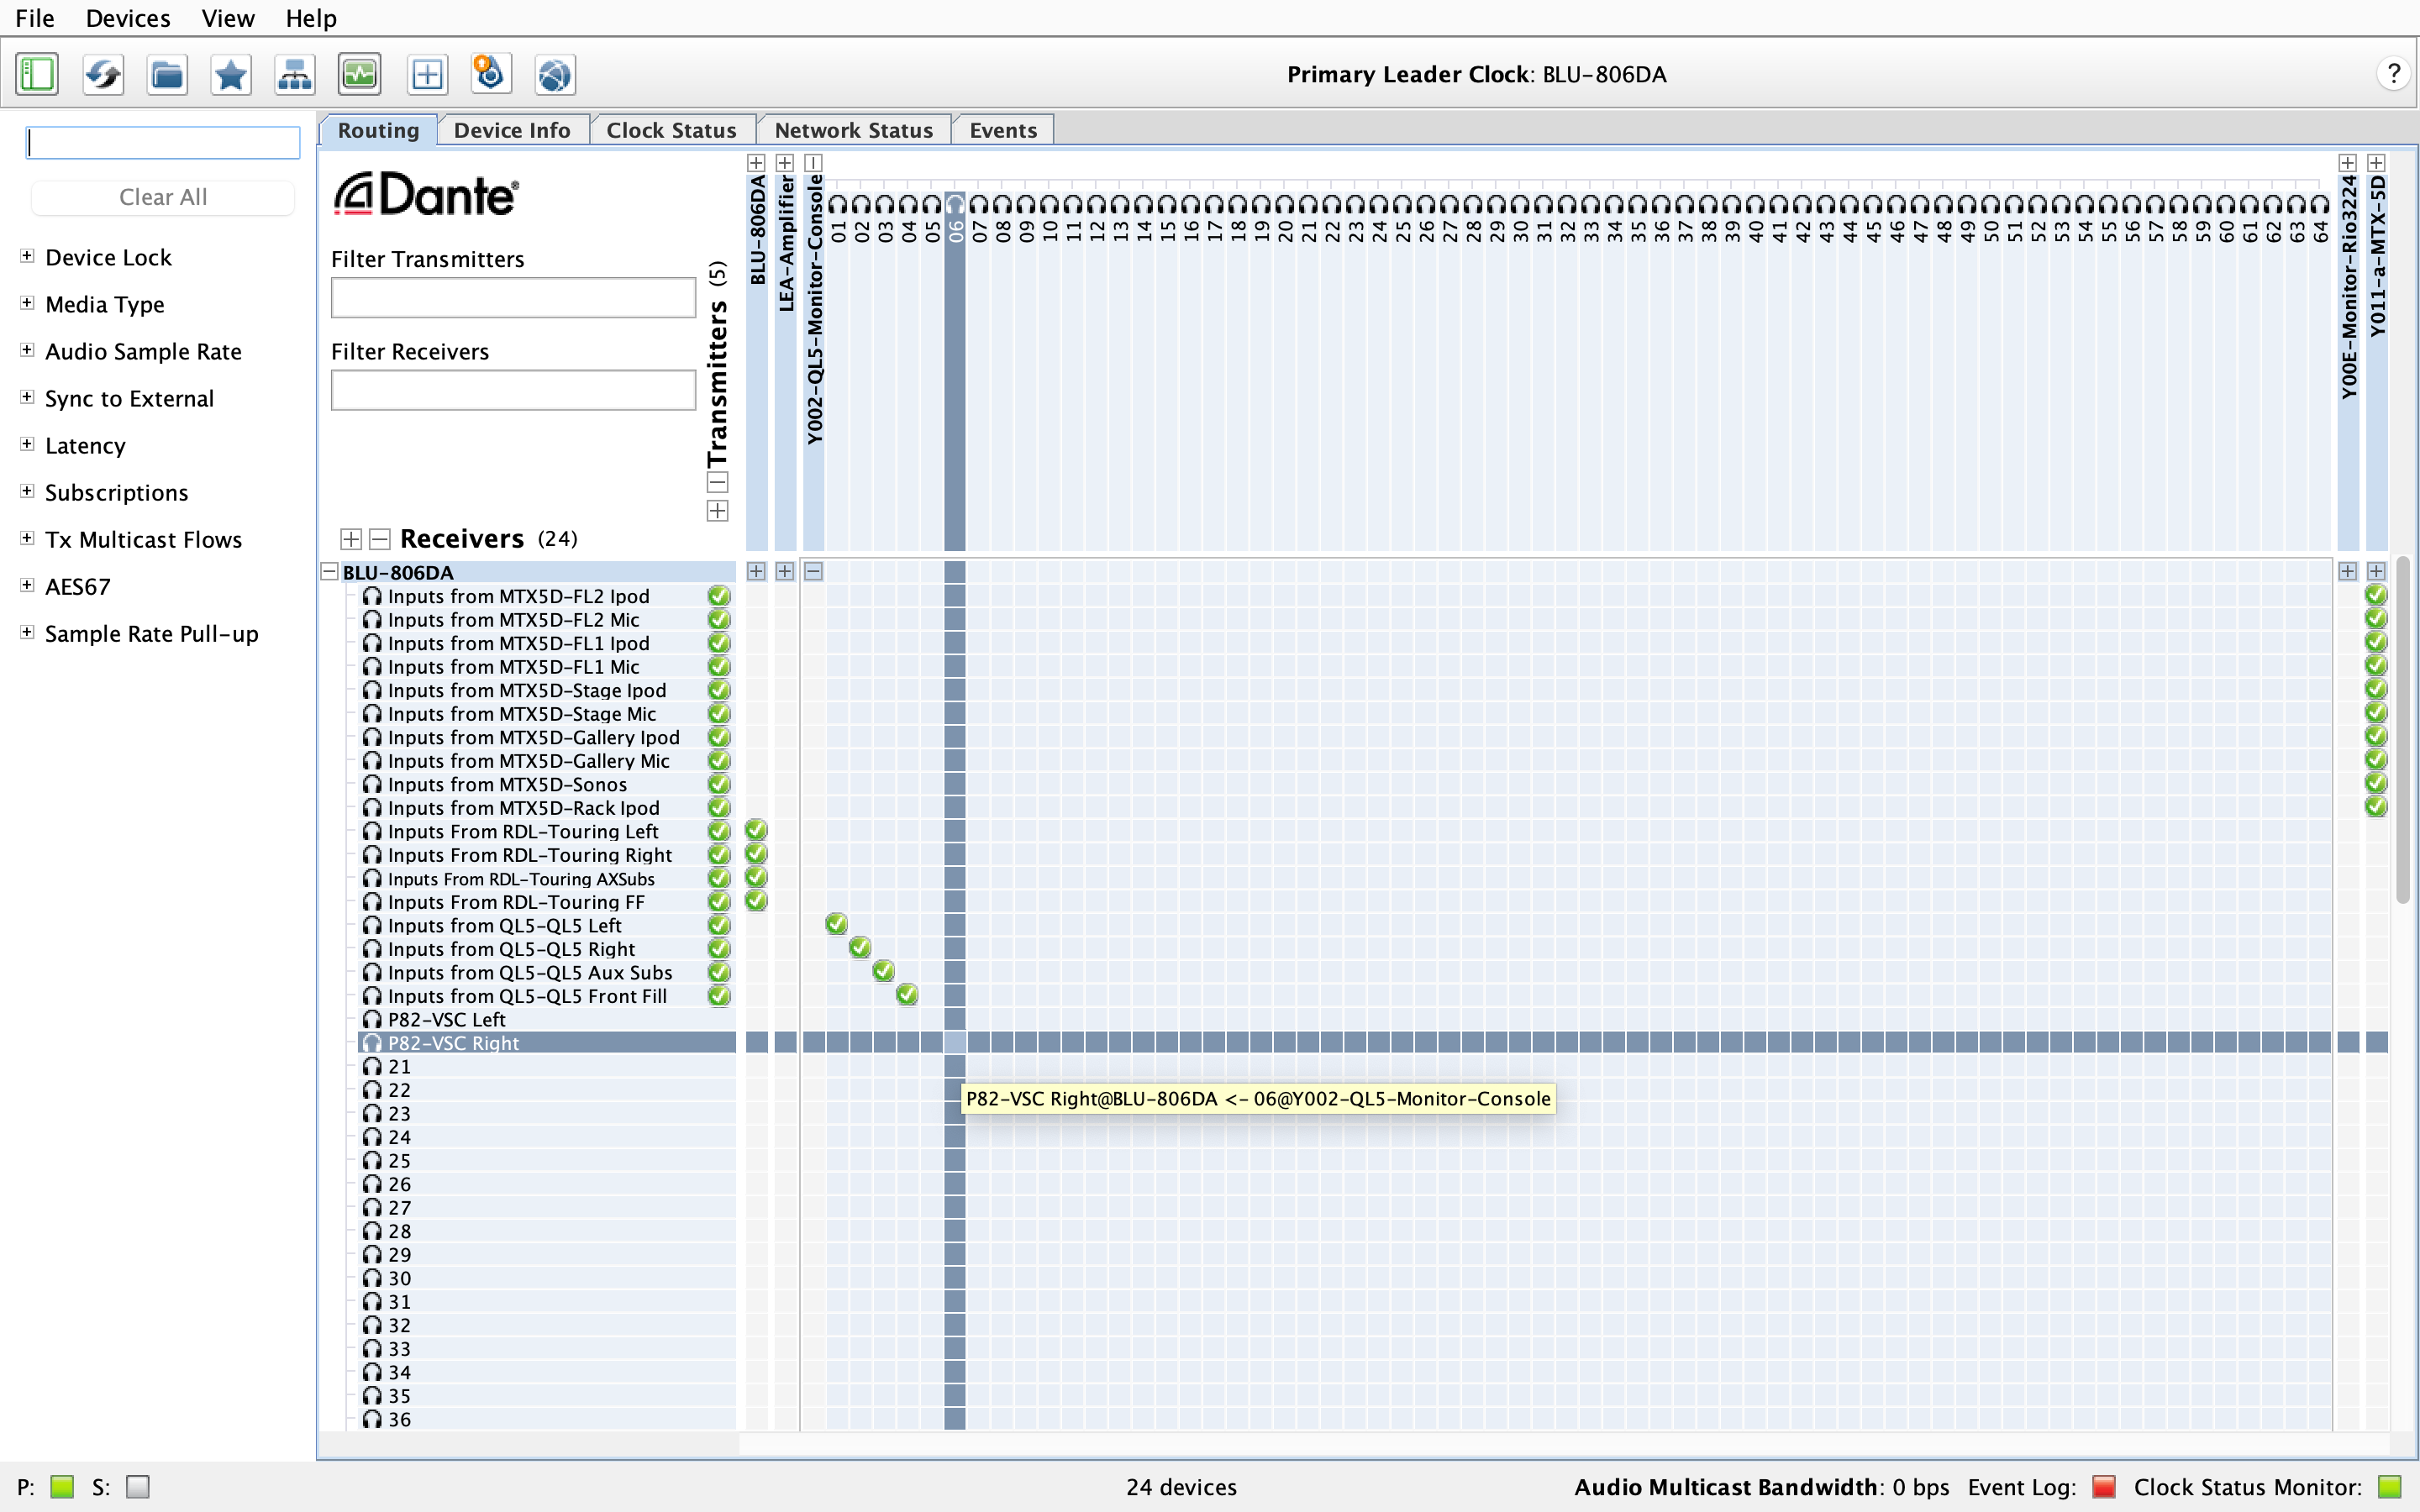 File Devices View Help
Primary Leader Clock: BLU-806DA
?
Clear All
Device Lock
Media Type
Audio Sample Rate
Sync to External
Latency
Subscriptions
Tx Multicast Flows
AES67
Sample Rate Pull-up
Routing Device Info Clock Status Network Status Events
Dante®
Filter Transmitters
Filter Receivers
Transmitters (5)
Receivers (24)
BLU-806DA
LEA-Amplifier
Y002-QL5-Monitor-Console
01 02 03 04 05 06 07 08 09 10 11 12 13 14 15 16 17 18 19 20 21 22 23 24 25 26 27 28 29 30 31 32 33 34 35 36 37 38 39 40 41 42 43 44 45 46 47 48 49 50 51 52 53 54 55 56 57 58 59 60 61 62 63 64
Y00E-Monitor-Rio3224
Y011-a-MTX-5D
BLU-806DA
Inputs from MTX5D-FL2 Ipod
Inputs from MTX5D-FL2 Mic
Inputs from MTX5D-FL1 Ipod
Inputs from MTX5D-FL1 Mic
Inputs from MTX5D-Stage Ipod
Inputs from MTX5D-Stage Mic
Inputs from MTX5D-Gallery Ipod
Inputs from MTX5D-Gallery Mic
Inputs from MTX5D-Sonos
Inputs from MTX5D-Rack Ipod
Inputs From RDL-Touring Left
Inputs From RDL-Touring Right
Inputs From RDL-Touring AXSubs
Inputs From RDL-Touring FF
Inputs from QL5-QL5 Left
Inputs from QL5-QL5 Right
Inputs from QL5-QL5 Aux Subs
Inputs from QL5-QL5 Front Fill
P82-VSC Left
P82-VSC Right
21
22
P82-VSC Right@BLU-806DA <- 06@Y002-QL5-Monitor-Console
23
24
25
26
27
28
29
30
31
32
33
34
35
36
P: S: 24 devices Audio Multicast Bandwidth: 0 bps Event Log: Clock Status Monitor: